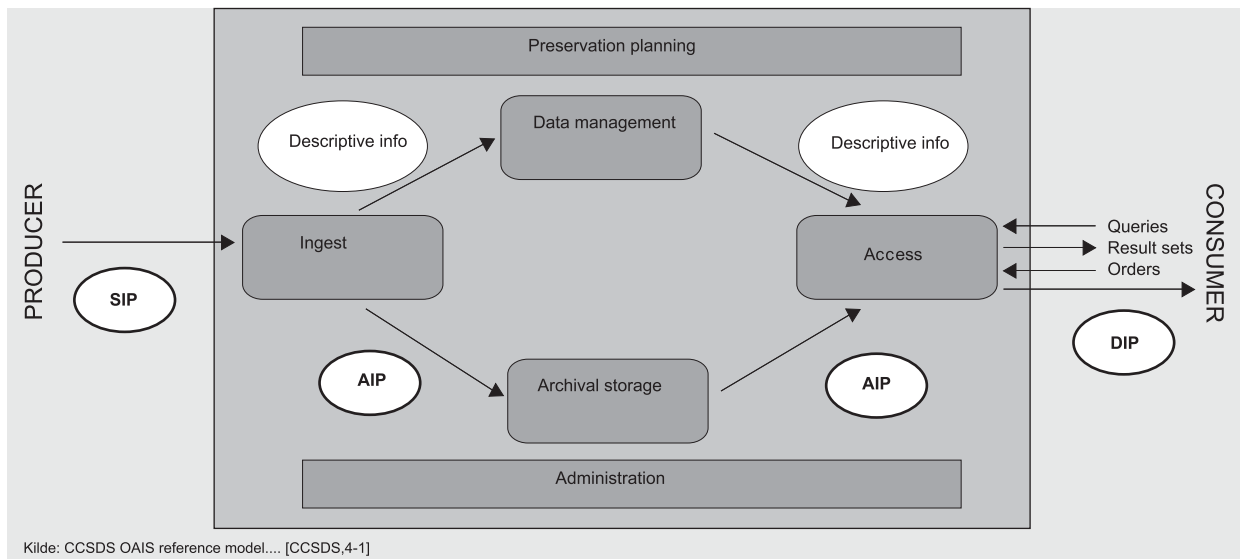 Preservation planning
Descriptive info
Data management
Descriptive info
PRODUCER
Ingest
Access
Queries
Result sets
Orders
CONSUMER
SIP
DIP
AIP
Archival storage
AIP
Administration
Kilde: CCSDS OAIS reference model.... [CCSDS,4-1]